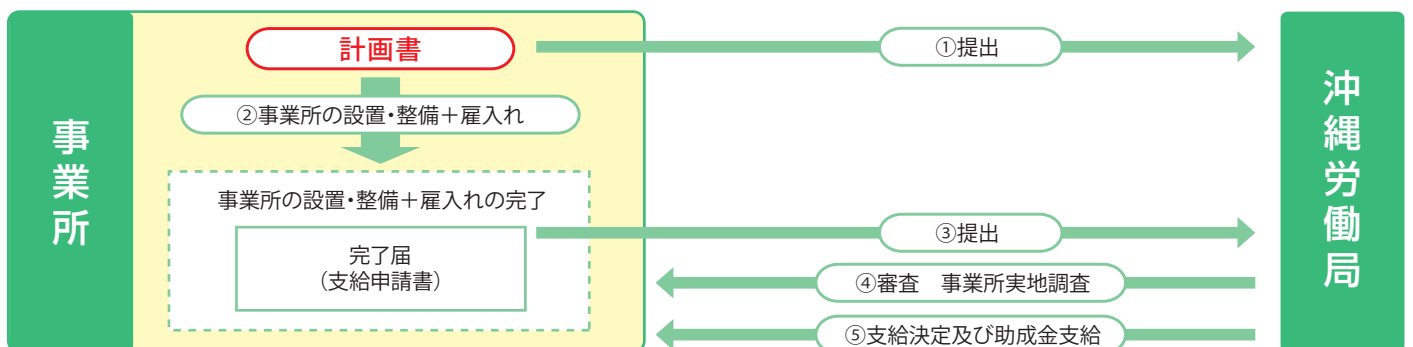 事業所
計画書
①提出
②事業所の設置・整備＋雇入れ
事業所の設置・整備＋雇入れの完了
完了届
（支給申請書）
③提出
④審査　事業所実地調査
⑤支給決定及び助成金支給
沖縄労働局